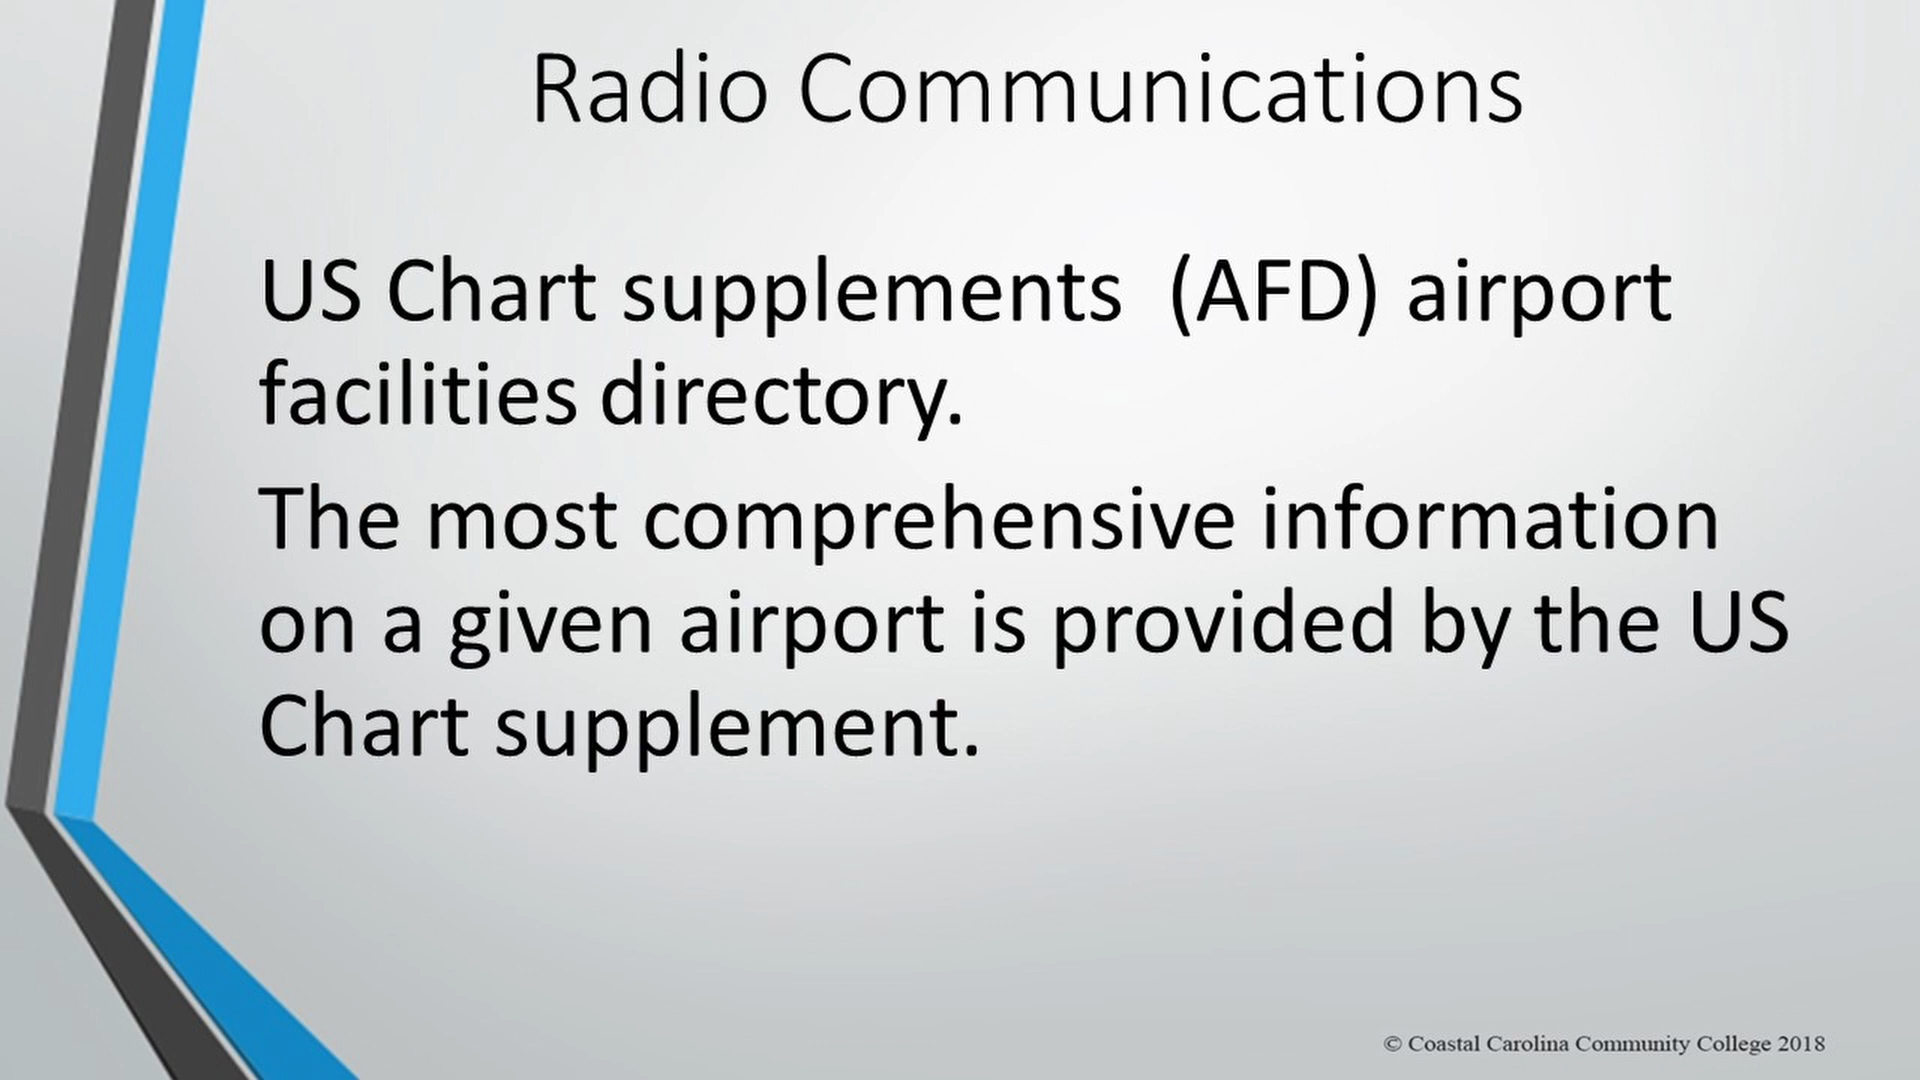 Radio Communications
US Chart supplements  (AFD) airport
facilities directory.
The most comprehensive information
on a given airport is provided by the US
Chart supplement.
© Coastal Carolina Community College 2018